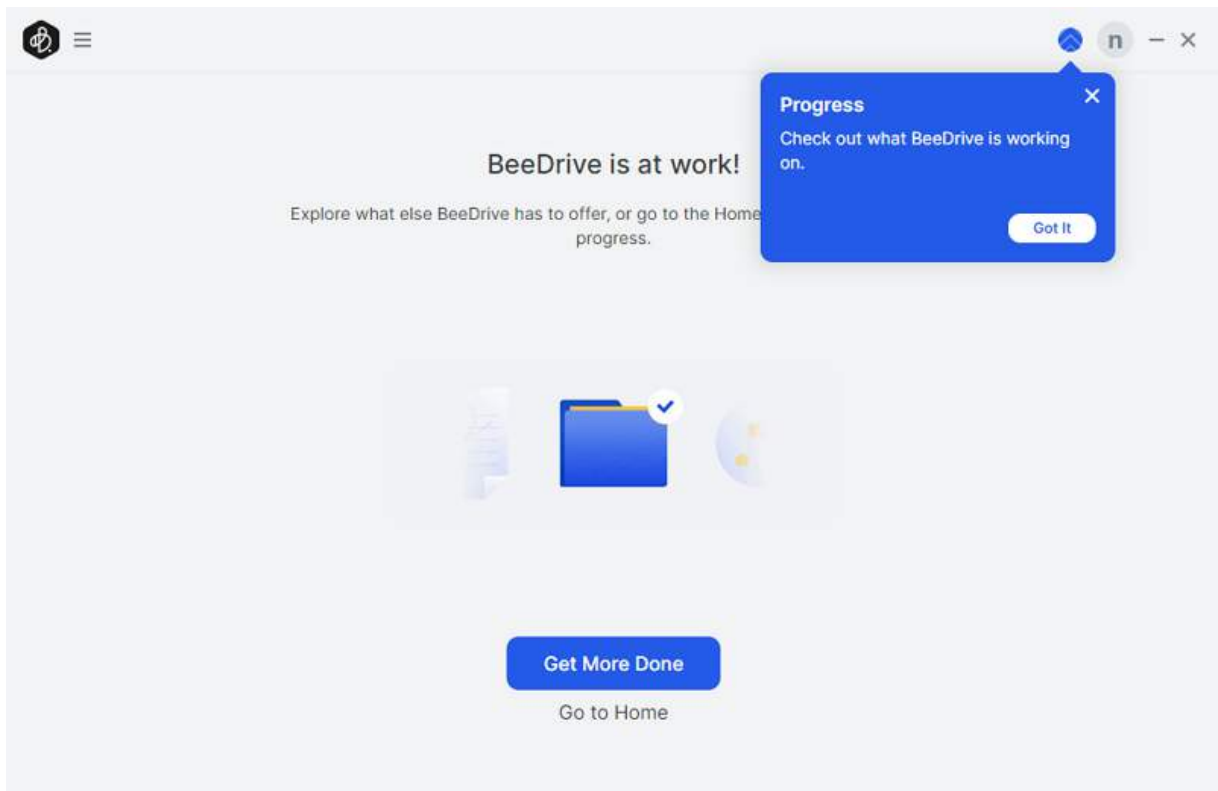 n
Progress
Check out what BeeDrive is working
on.
Got It
BeeDrive is at work!
Explore what else BeeDrive has to offer, or go to the Home
progress.
Get More Done
Go to Home